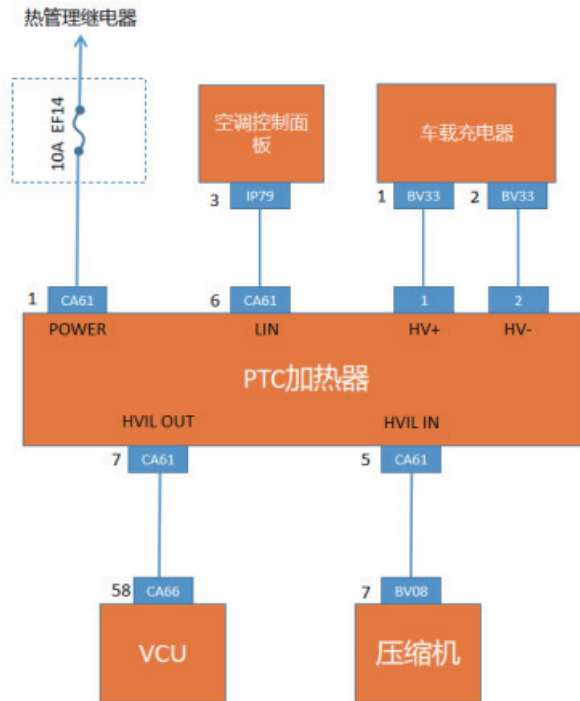 热管理继电器
10A EF14
空调控制面
板
车载充电器
3 IP79
1 BV33
2 BV33
1 CA61
6 CA61
1
2
POWER
LIN
HV+
HV-
PTC加热器
HVIL OUT
HVIL IN
7 CA61
5 CA61
58 CA66
7 BV08
VCU
压缩机